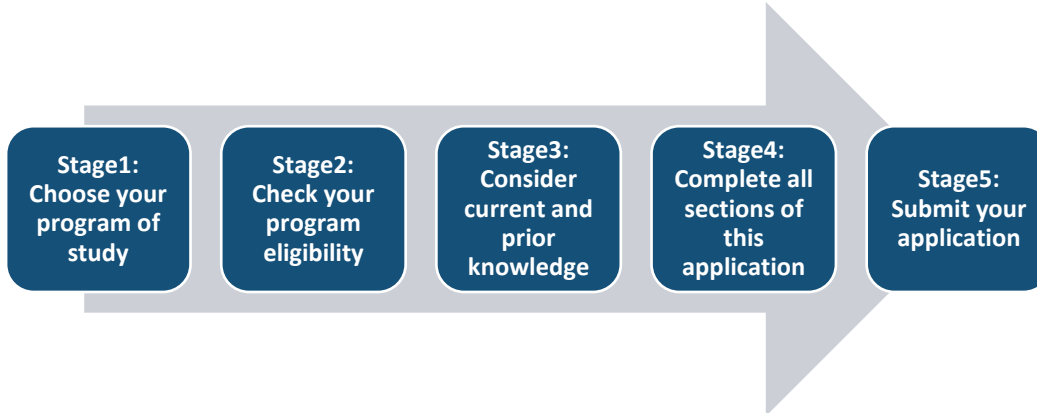 Stage1:
Choose your
program of
study
Stage2:
Check your
program
eligibility
Stage3:
Consider
current and
prior
knowledge
Stage4:
Complete all
sections of
this
application
Stage5:
Submit your
application